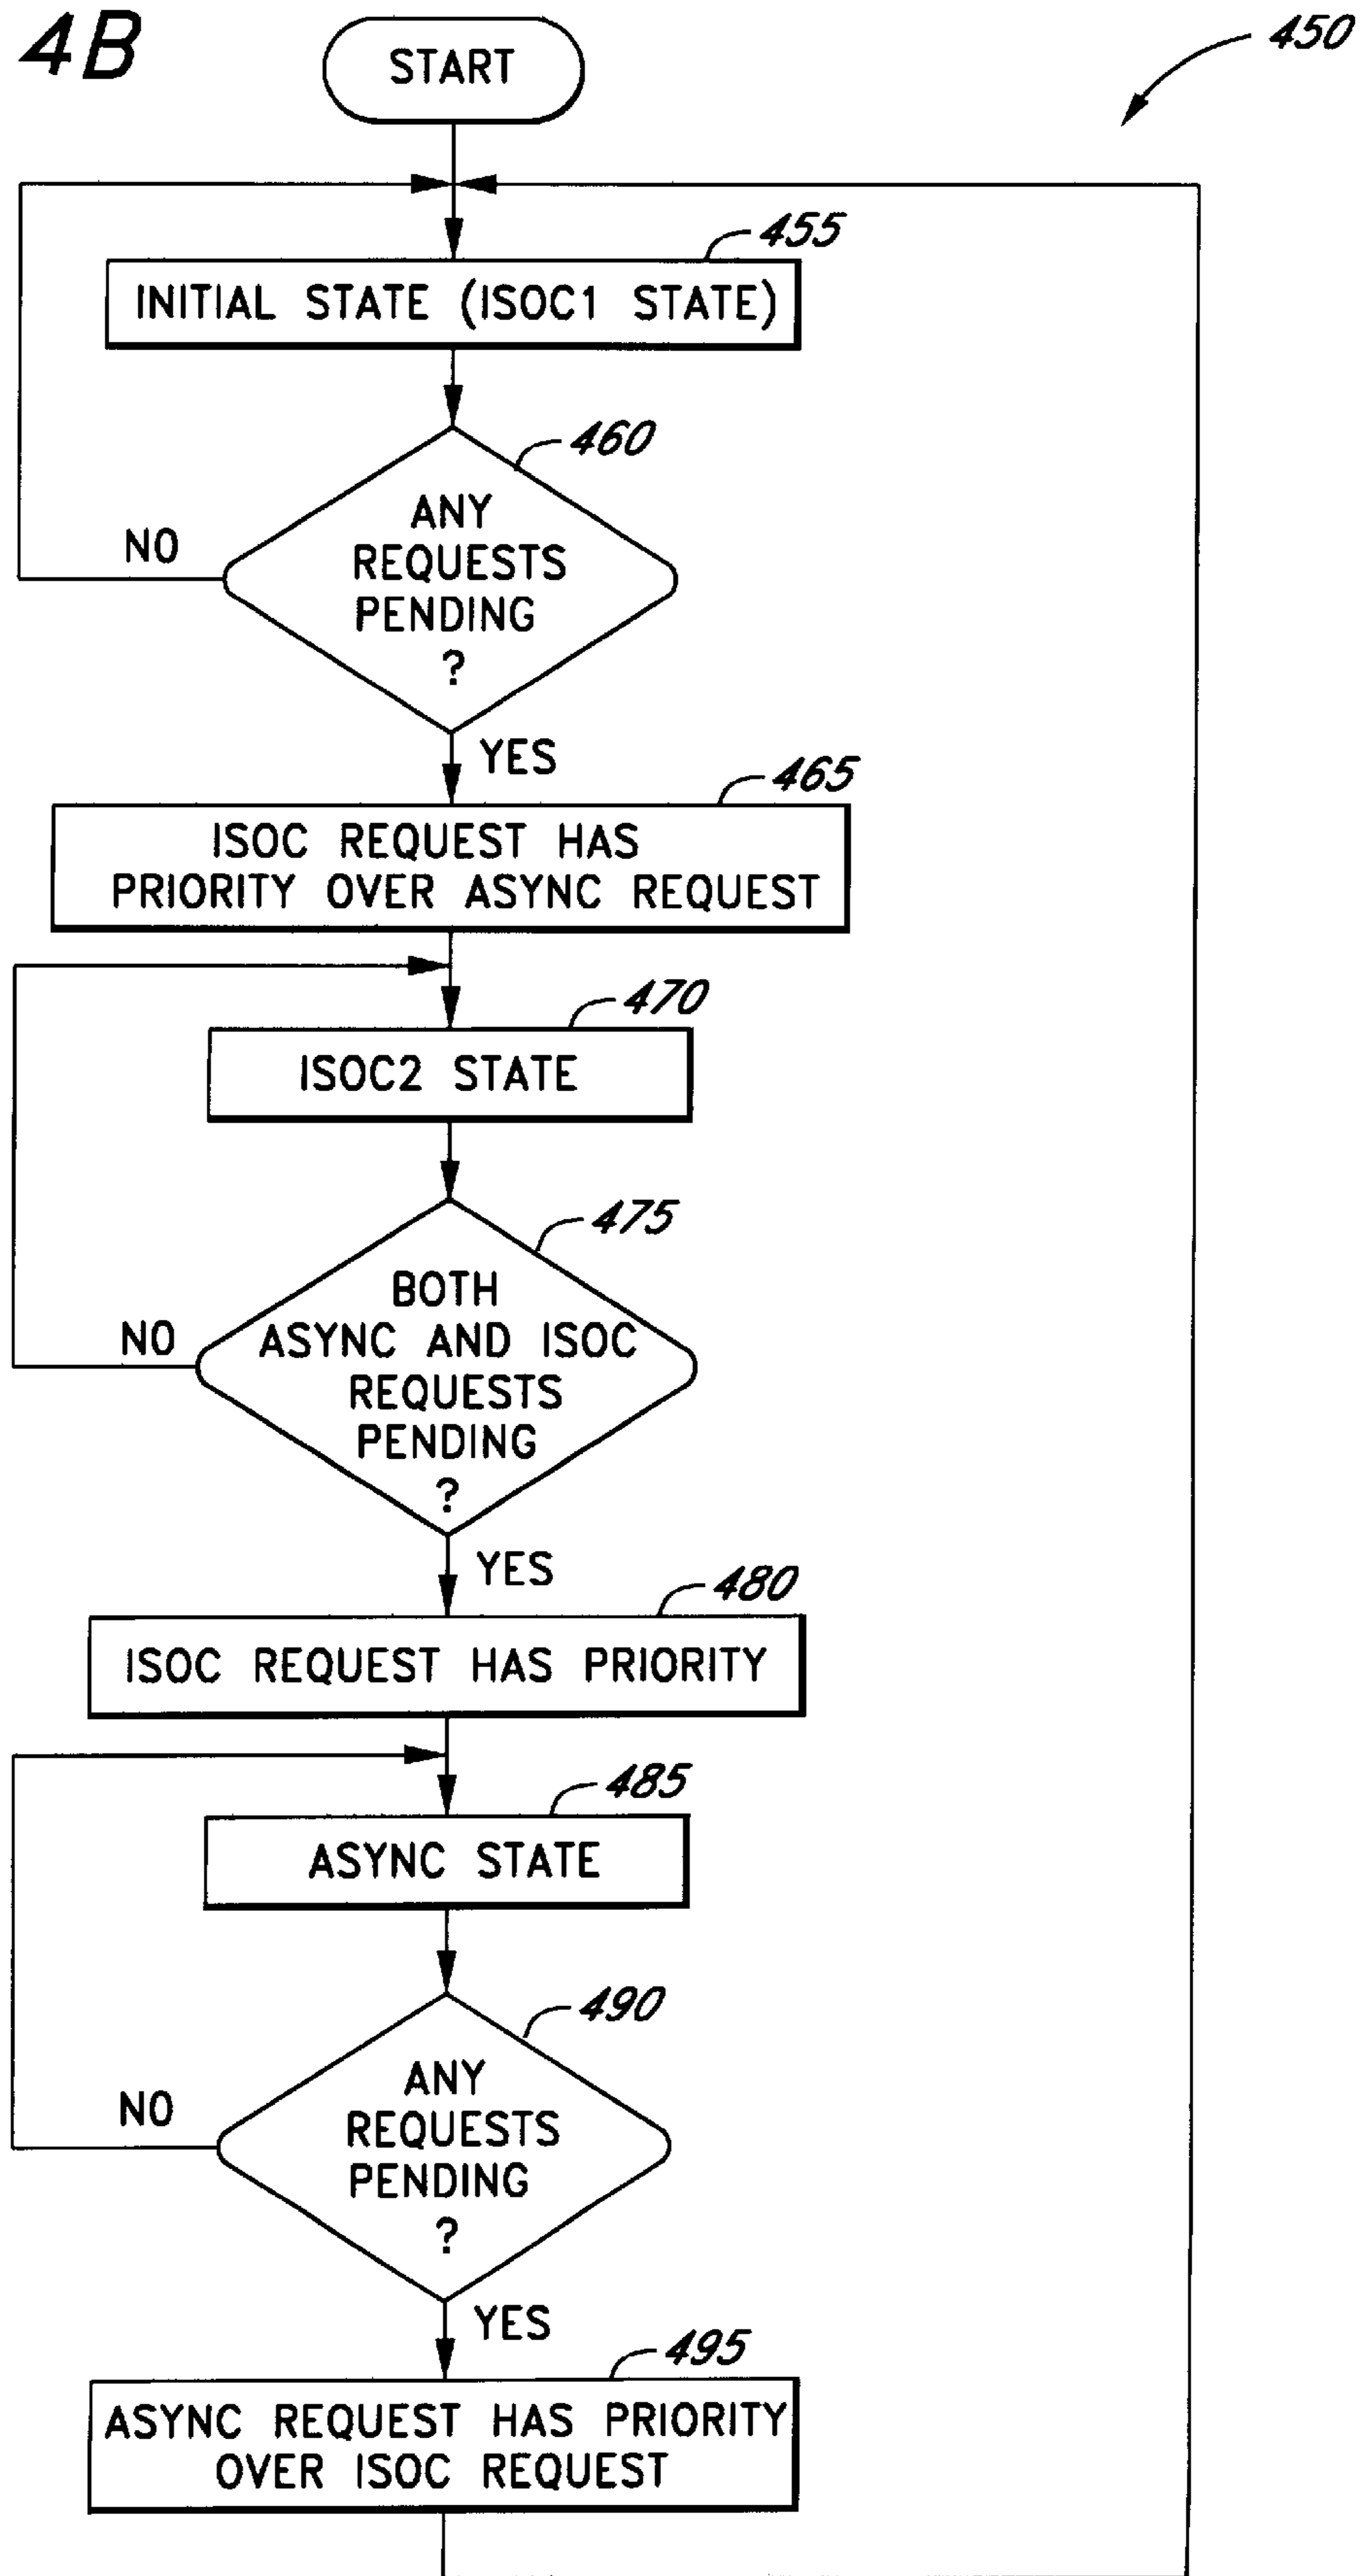 4B
START
450
455
INITIAL STATE (ISOC1 STATE)
460
ANY
REQUESTS
PENDING
?
NO
YES
465
ISOC REQUEST HAS
PRIORITY OVER ASYNC REQUEST
470
ISOC2 STATE
475
BOTH
ASYNC AND ISOC
REQUESTS
PENDING
?
NO
YES
480
ISOC REQUEST HAS PRIORITY
485
ASYNC STATE
490
ANY
REQUESTS
PENDING
?
NO
YES
495
ASYNC REQUEST HAS PRIORITY
OVER ISOC REQUEST